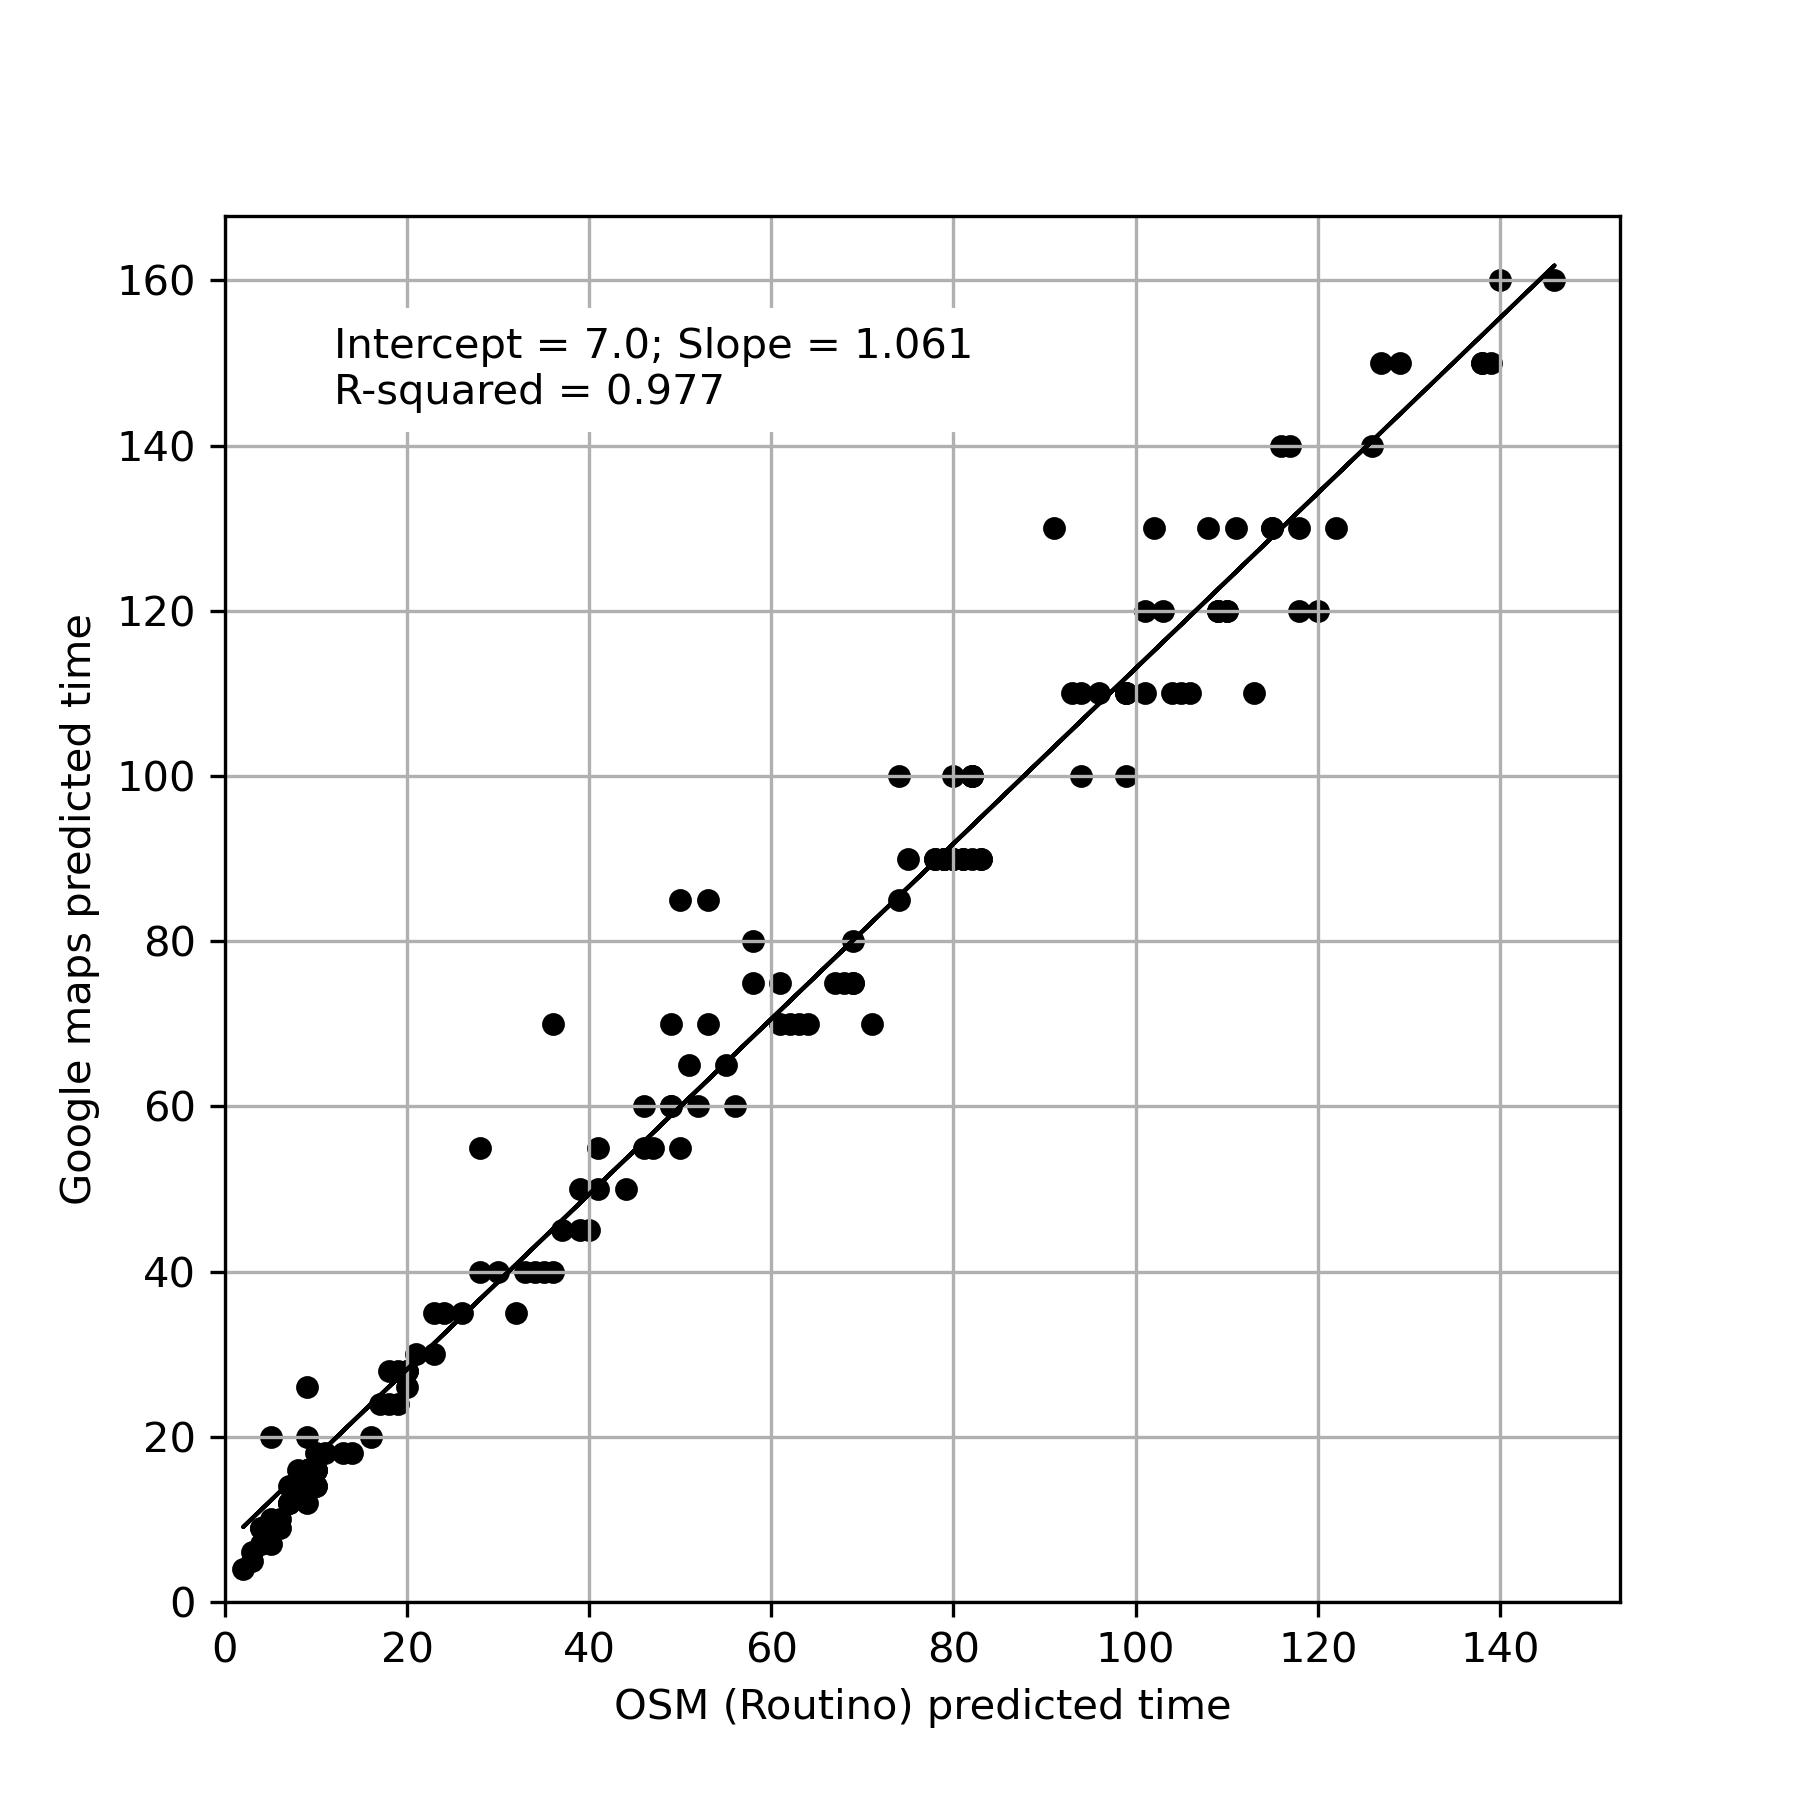 Intercept = 7.0; Slope = 1.061
R-squared = 0.977
Google maps predicted time
160
140
120
100
80
60
40
20
0
0 20 40 60 80 100 120 140
OSM (Routino) predicted time